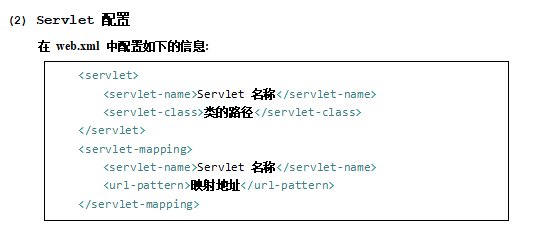 (2) Servlet 配置
在 web.xml 中配置如下的信息:
<servlet>
<servlet-name>Servlet 名称</servlet-name>
<servlet-class>类的路径</servlet-class>
</servlet>
<servlet-mapping>
<servlet-name>Servlet 名称</servlet-name>
<url-pattern>映射地址</url-pattern>
</servlet-mapping>